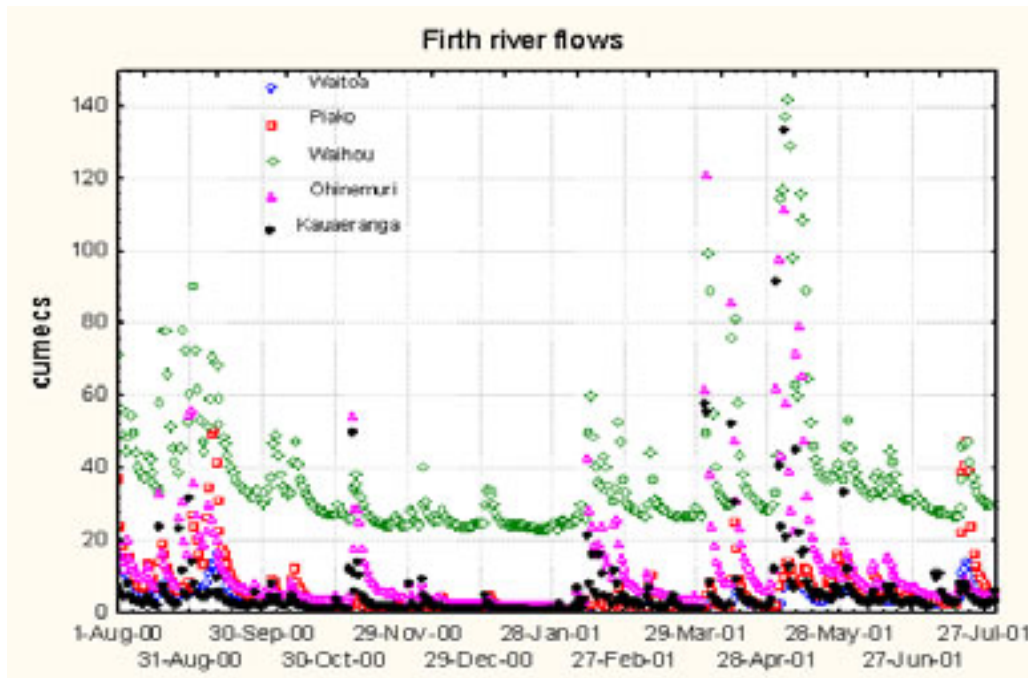 Firth river flows
Waitoa
Piako
Waihou
Ohinemuri
Kauaeranga
cumecs
140
120
100
80
60
40
20
0
1-Aug-00 30-Sep-00 29-Nov-00 28-Jan-01 29-Mar-01 28-May-01 27-Jul-01
31-Aug-00 30-Oct-00 29-Dec-00 27-Feb-01 28-Apr-01 27-Jun-01